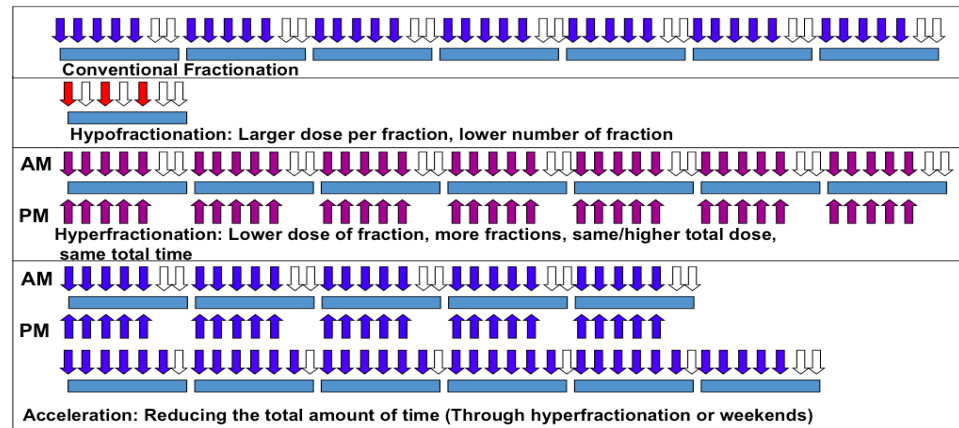 Conventional Fractionation
Hypofractionation: Larger dose per fraction, lower number of fraction
AM
PM
Hyperfractionation: Lower dose of fraction, more fractions, same/higher total dose,
same total time
AM
PM
Acceleration: Reducing the total amount of time (Through hyperfractionation or weekends)